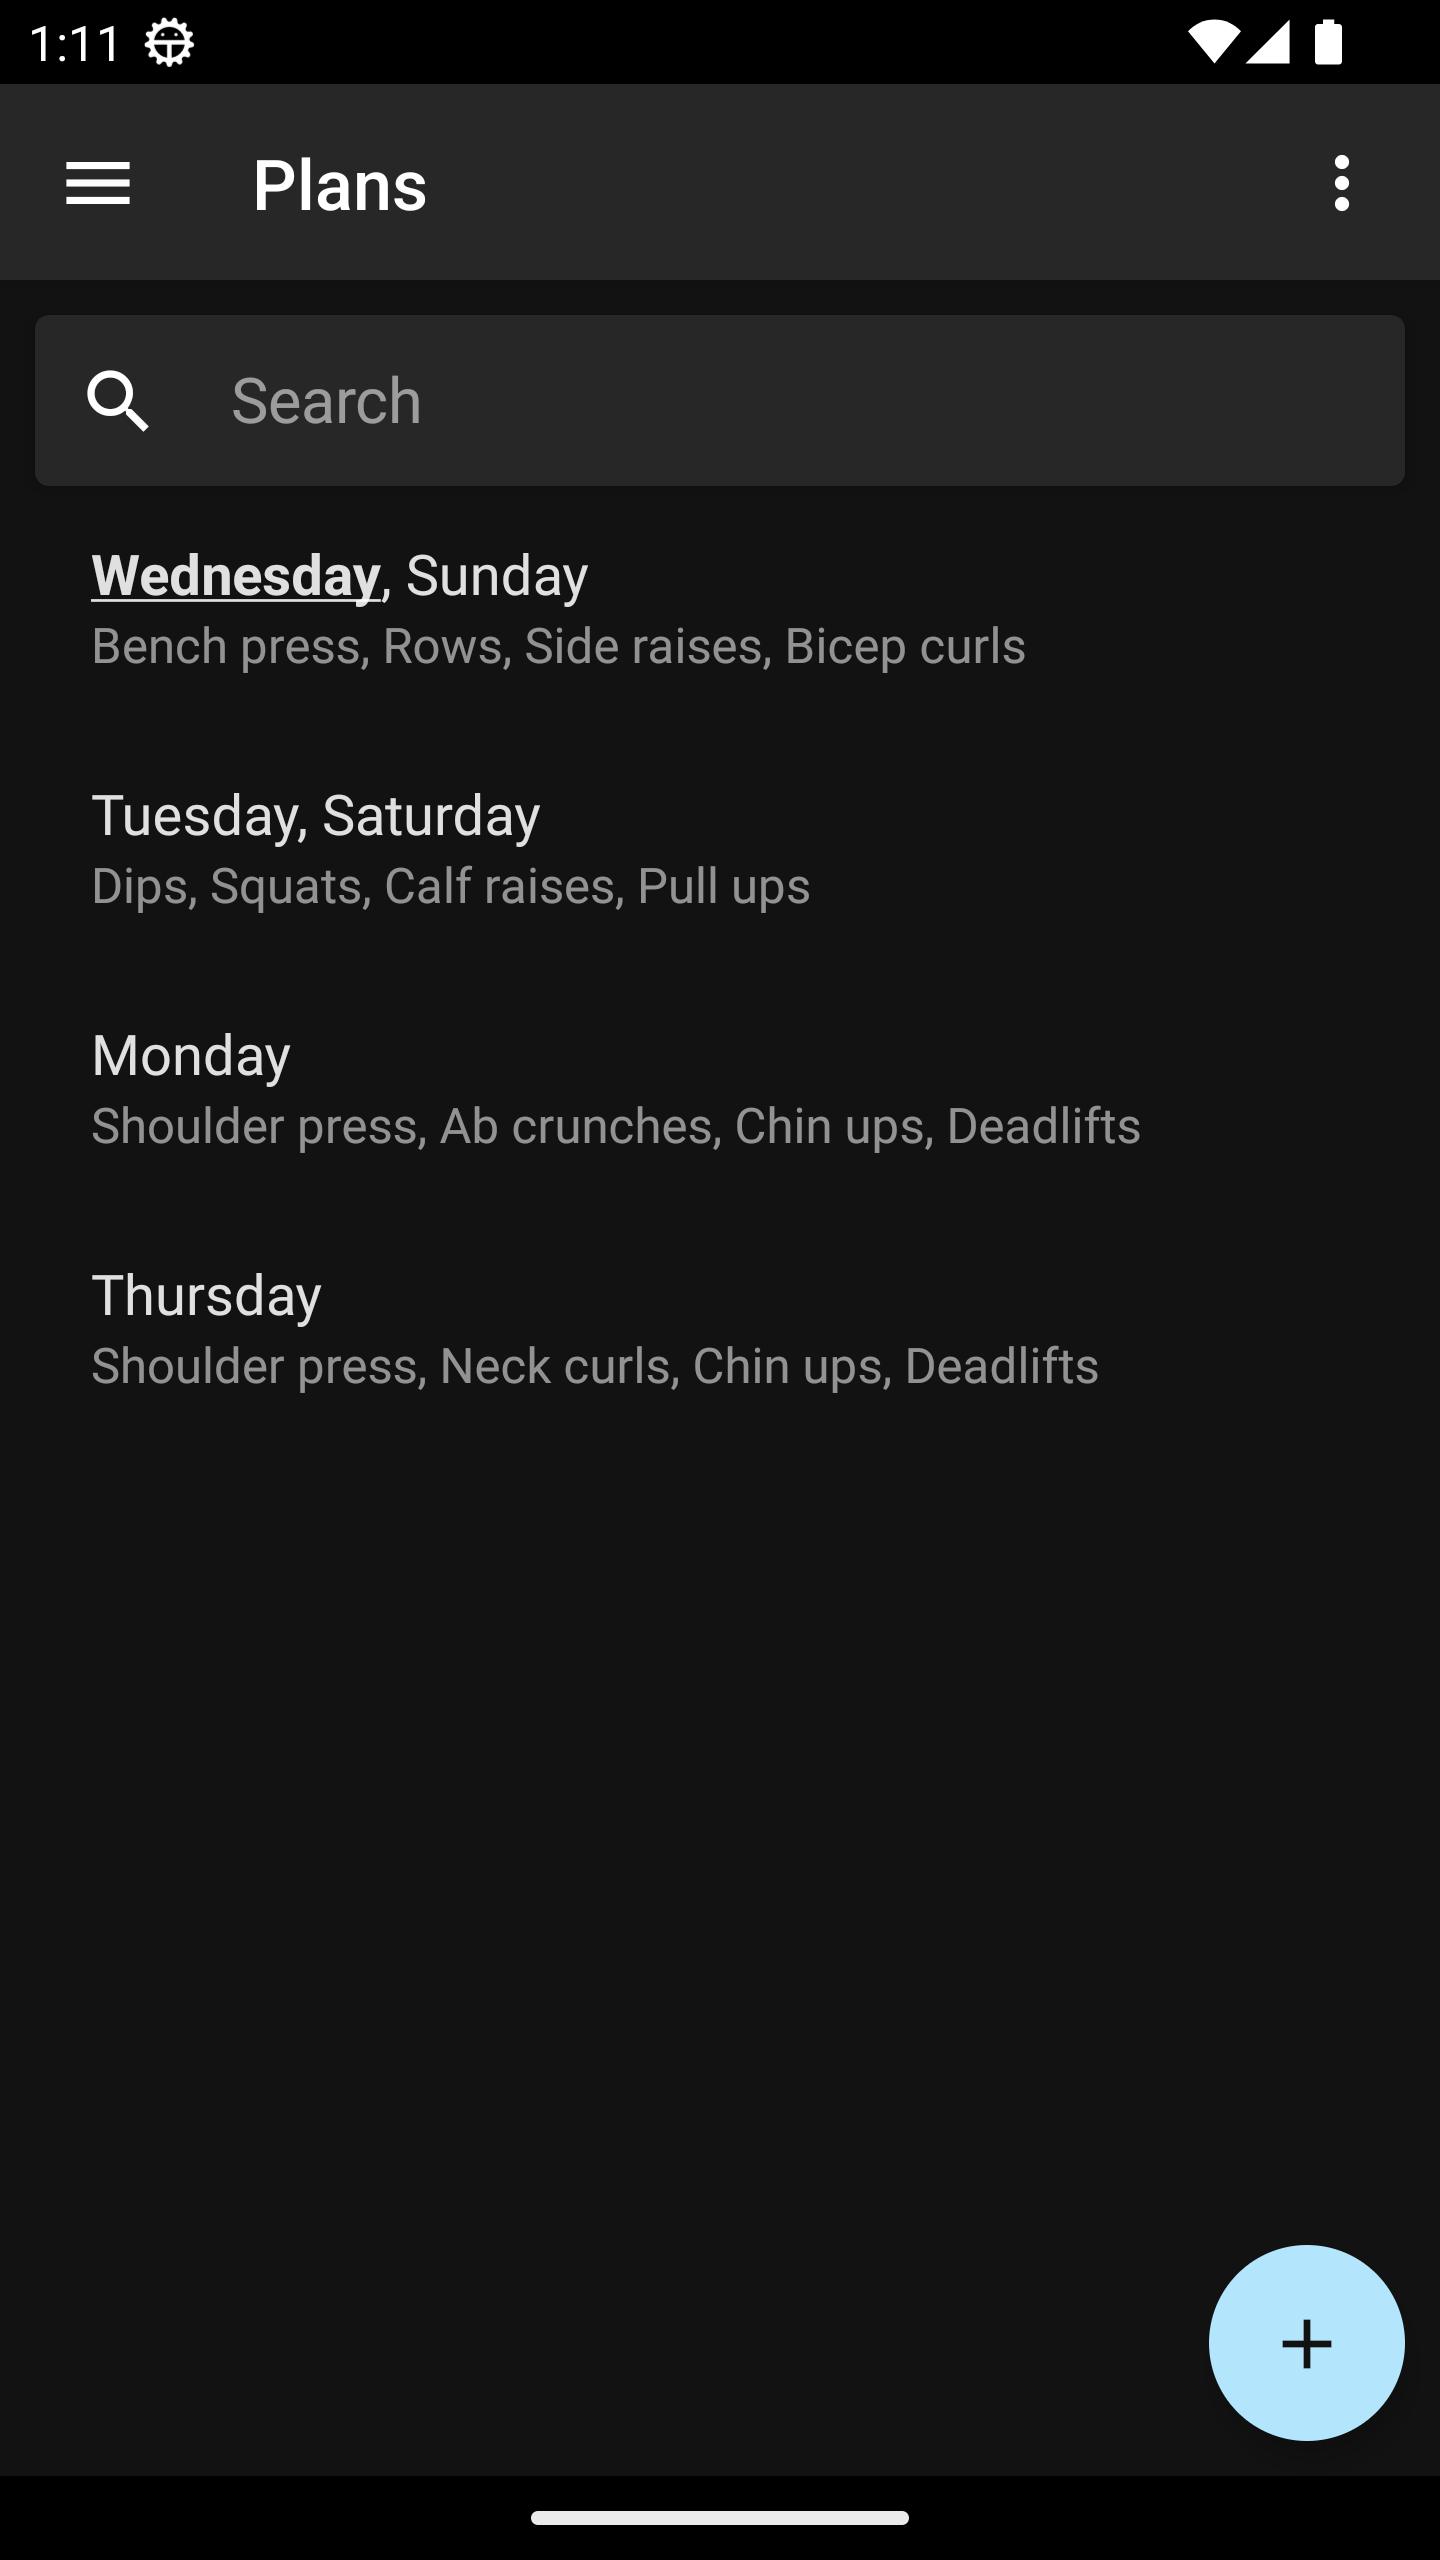 1:11
Plans
Search
Wednesday, Sunday
Bench press, Rows, Side raises, Bicep curls
Tuesday, Saturday
Dips, Squats, Calf raises, Pull ups
Monday
Shoulder press, Ab crunches, Chin ups, Deadlifts
Thursday
Shoulder press, Neck curls, Chin ups, Deadlifts